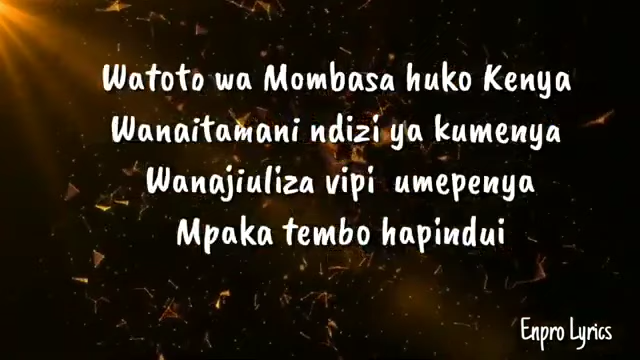 Watoto wa Mombasa huko Kenya
Wanaitamani ndizi ya kumenya
Wanajiuliza vipi umepenya
Mpaka tembo hapindui
Enpro Lyrics